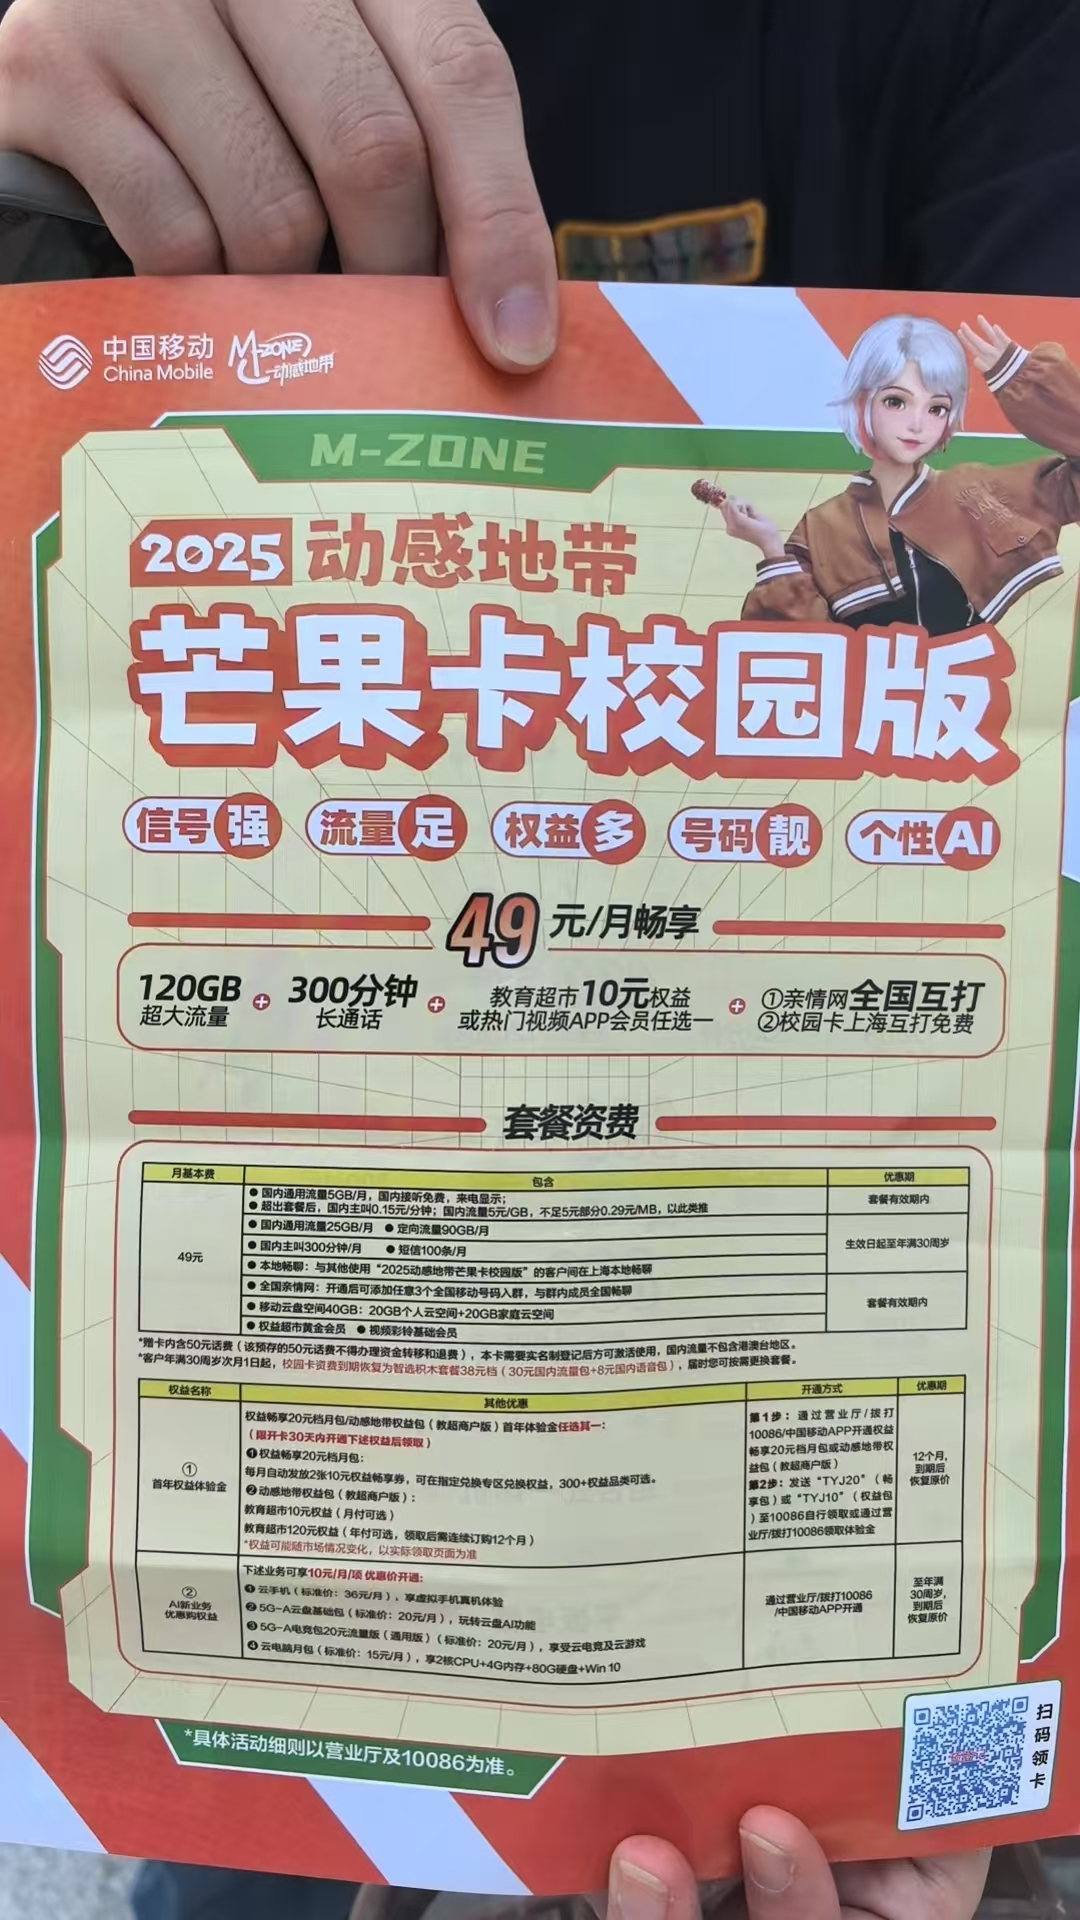 中国移动
China Mobile
M-ZONE
动感地带
M-ZONE
2025 动感地带
芒果卡校园版
信号强 流量足 权益多 号码靓 个性AI
49元/月畅享
120GB
超大流量
+
300分钟
长通话
+
教育超市10元权益
或热门视频APP会员任选一
+
①亲情网全国互打
②校园卡上海互打免费
套餐资费
月基本费 包含 优惠期
49元
● 国内通用流量5GB/月，国内接听免费，来电显示；
● 超出套餐后，国内主叫0.15元/分钟；国内流量5元/GB，不足5元部分0.29元/MB，以此类推
套餐有效期内
● 国内通用流量25GB/月 ● 定向流量90GB/月
● 国内主叫300分钟/月 ● 短信100条/月
● 本地畅聊：与其他使用“2025动感地带芒果卡校园版”的客户间在上海本地畅聊
生效日起至年满30周岁
● 全国亲情网：开通后可添加任意3个全国移动号码入群，与群内成员全国畅聊
● 移动云盘空间40GB：20GB个人云空间+20GB家庭云空间
● 权益超市黄金会员 ● 视频彩铃基础会员
套餐有效期内
*赠卡内含50元话费（该预存的50元话费不得办理资金转移和退费），本卡需要实名制登记后方可激活使用，国内流量不包含港澳台地区。
*客户年满30周岁次月1日起，校园卡资费到期恢复为智选积木套餐38元档（30元国内流量包+8元国内语音包），届时您可按需更换套餐。
权益名称 其他优惠 开通方式 优惠期
①
首年权益体验金
权益畅享20元档月包/动感地带权益包（教超商户版）首年体验金任选其一：
（限开卡30天内开通下述权益后领取）
❶权益畅享20元档月包：
每月自动发放2张10元权益畅享券，可在指定兑换专区兑换权益，300+权益品类可选。
❷动感地带权益包（教超商户版）：
教育超市10元权益（月付可选）
教育超市120元权益（年付可选，领取后需连续订购12个月）
*权益可能随市场情况变化，以实际领取页面为准
第1步：通过营业厅/拨打
10086/中国移动APP开通权益
畅享20元档月包或动感地带权
益包（教超商户版）
第2步：发送“TYJ20”（畅
享包）或“TYJ10”（权益包
）至10086自行领取或通过营
业厅/拨打10086领取体验金
12个月，
到期后
恢复原价
②
AI新业务
优惠购权益
下述业务可享10元/月/项 优惠价开通：
❶ 云手机（标准价：36元/月），享虚拟手机真机体验
❷ 5G-A云盘基础包（标准价：20元/月），玩转云盘AI功能
❸ 5G-A电竞包20元流量版（通用版）（标准价：20元/月），享受云电竞及云游戏
❹ 云电脑月包（标准价：15元/月），享2核CPU+4G内存+80G硬盘+Win 10
通过营业厅/拨打10086
/中国移动APP开通
至年满
30周岁，
到期后
恢复原价
*具体活动细则以营业厅及10086为准。
扫码领卡